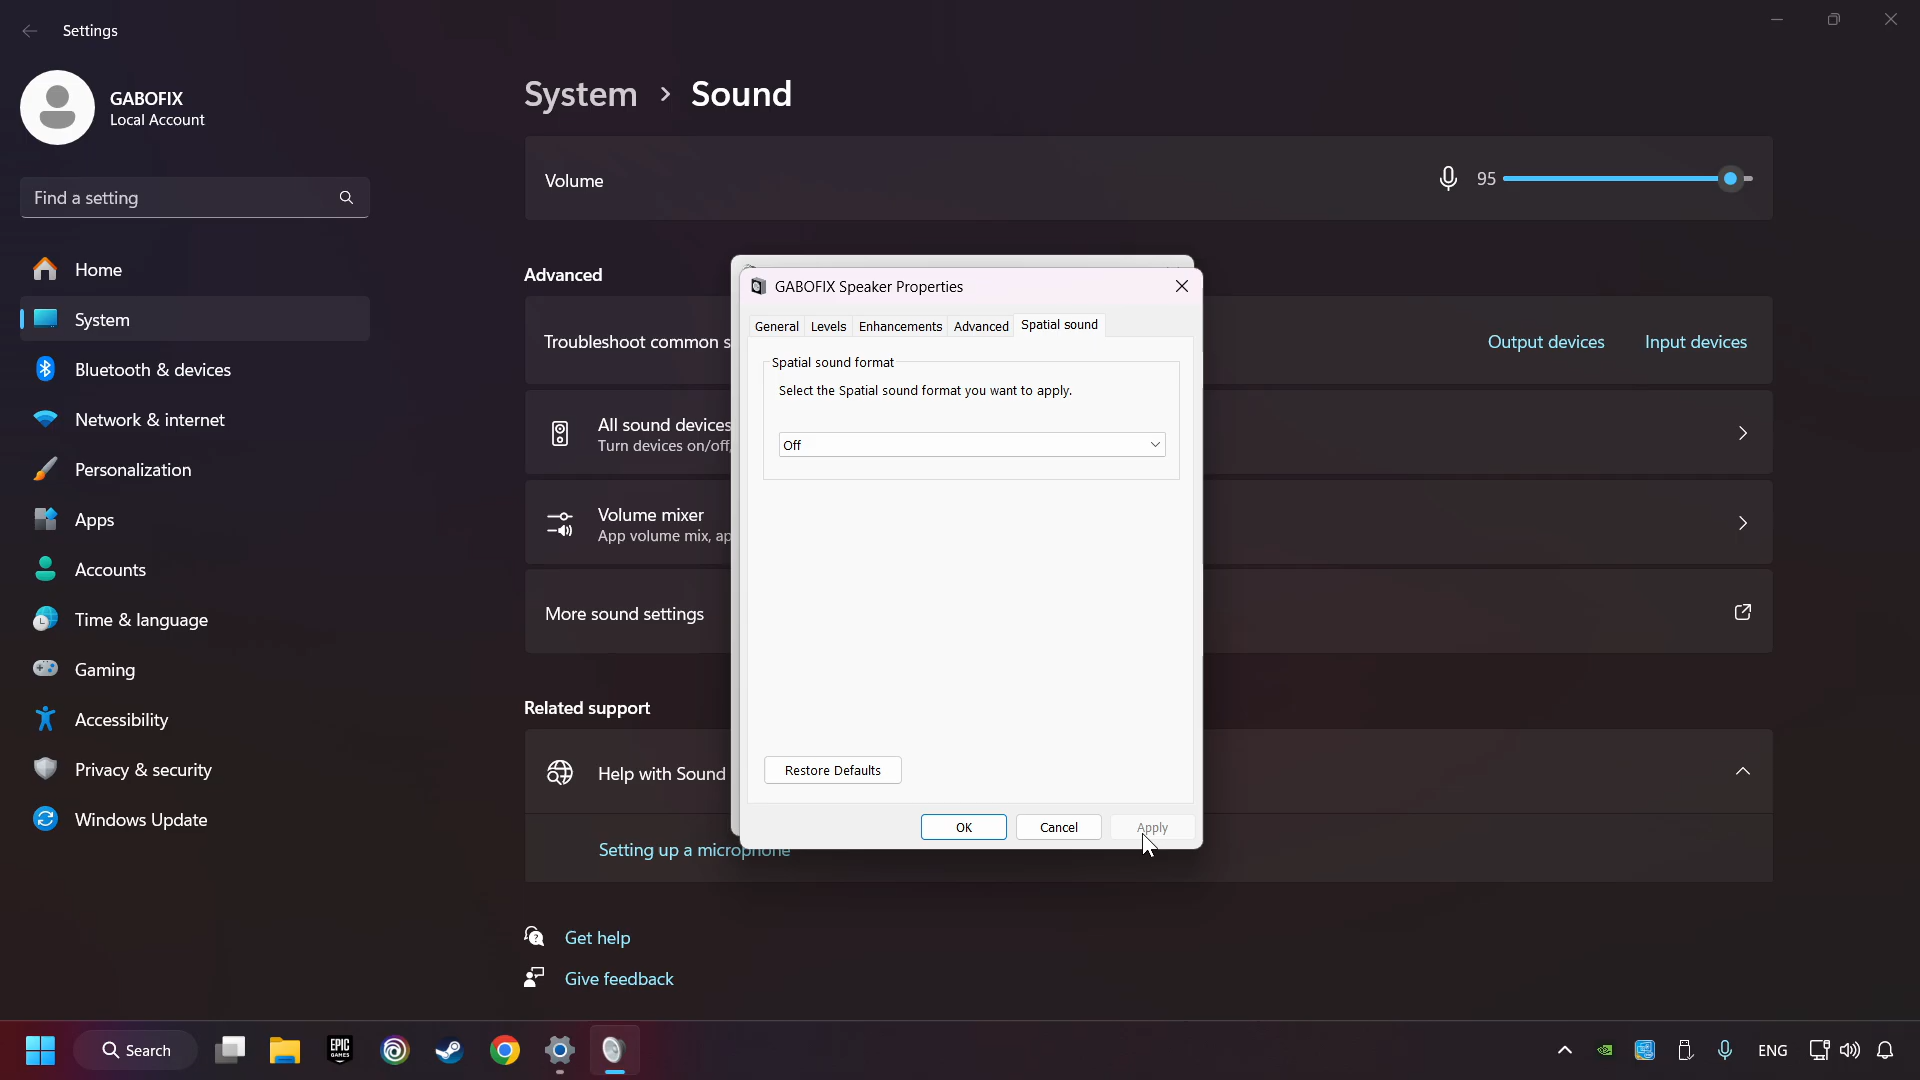 Settings
GABOFIX
Local Account
Find a setting
Home
System
Bluetooth & devices
Network & internet
Personalization
Apps
Accounts
Time & language
Gaming
Accessibility
Privacy & security
Windows Update
System > Sound
Volume
95
Advanced
Troubleshoot common s
Output devices
Input devices
All sound devices
Turn devices on/off,
Volume mixer
App volume mix, ap
More sound settings
Related support
Help with Sound
Setting up a microphone
Get help
Give feedback
GABOFIX Speaker Properties
General
Levels
Enhancements
Advanced
Spatial sound
Spatial sound format
Select the Spatial sound format you want to apply.
Off
Restore Defaults
OK
Cancel
Apply
Search
EPIC
GAMES
ENG